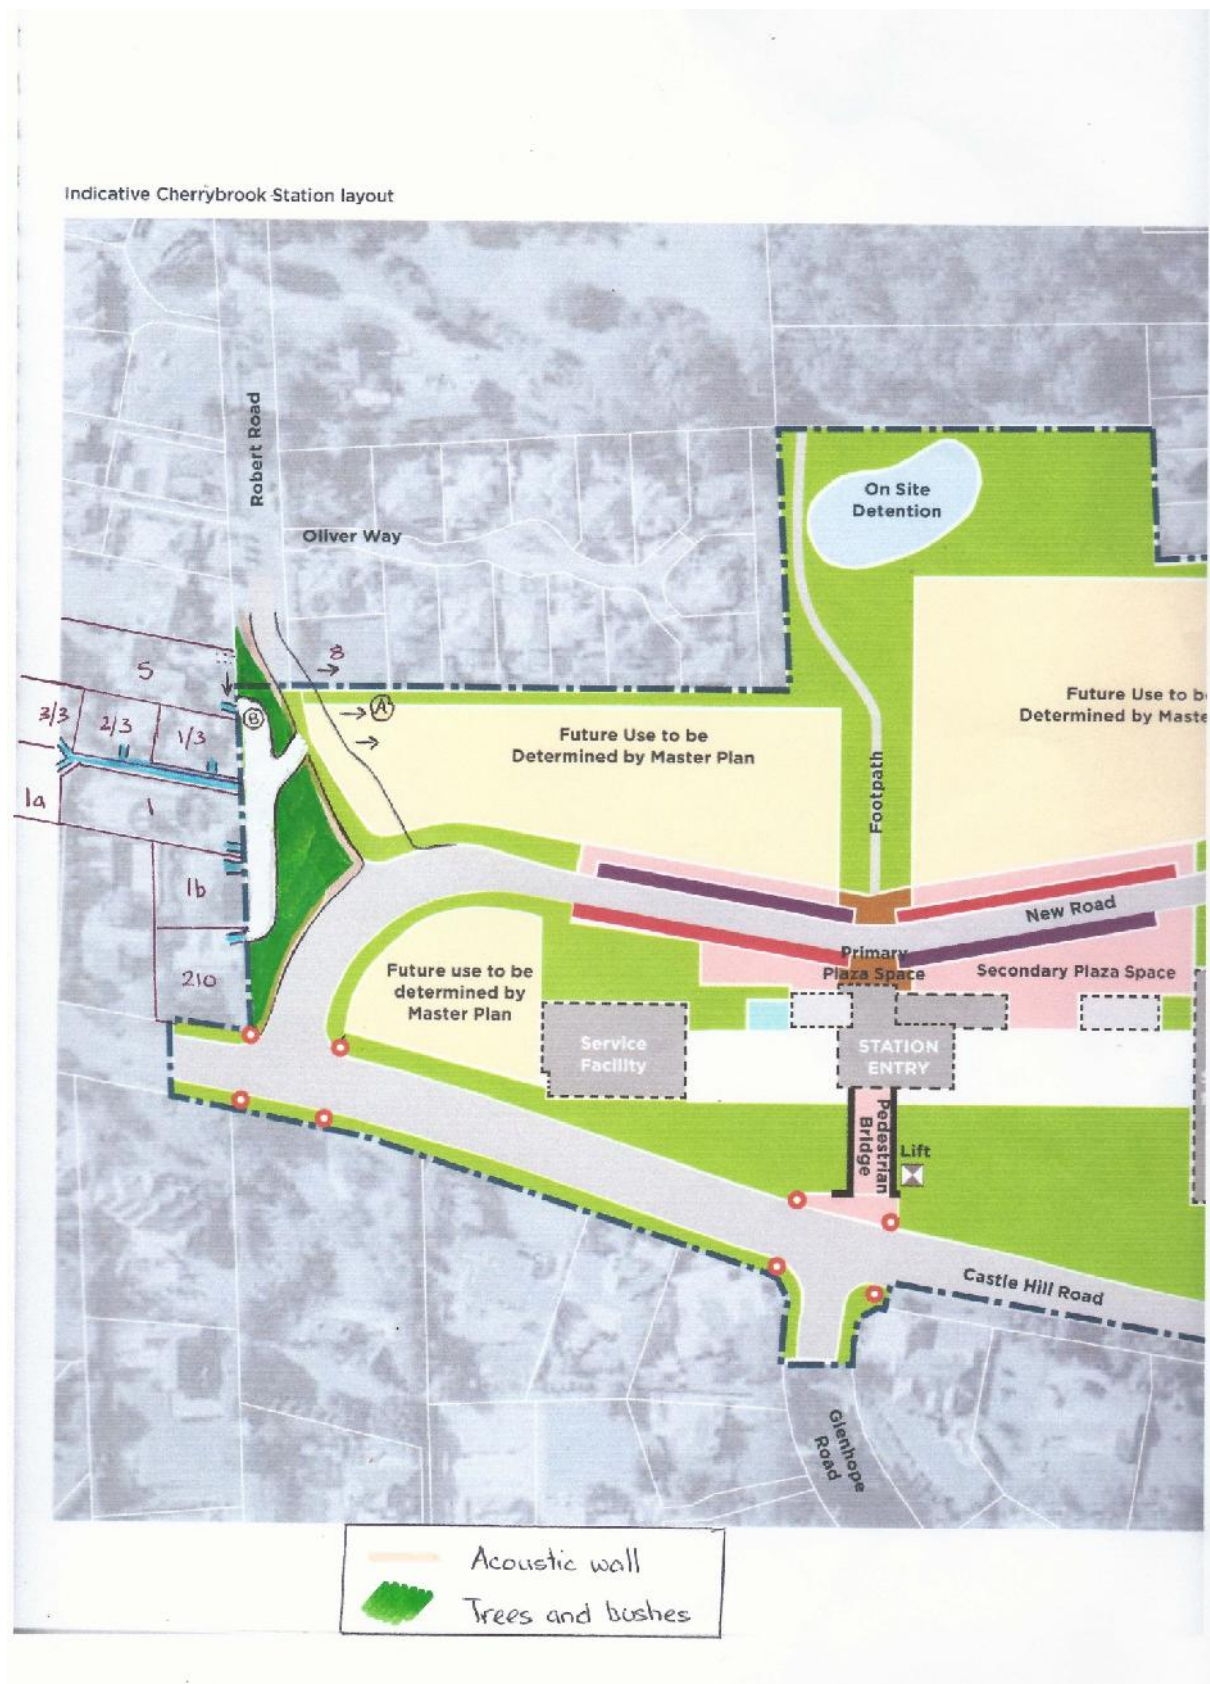 Indicative Cherrybrook Station layout
Robert Road
Oliver Way
On Site
Detention
8
5
A
B
3/3
2/3
1/3
1a
1
1b
210
Future Use to be
Determined by Master Plan
Future Use to b
Determined by Maste
Footpath
New Road
Primary
Plaza Space
Secondary Plaza Space
Future use to be
determined by
Master Plan
Service
Facility
STATION
ENTRY
Pedestrian
Bridge
Lift
Castle Hill Road
Glenhope
Road
Acoustic wall
Trees and bushes